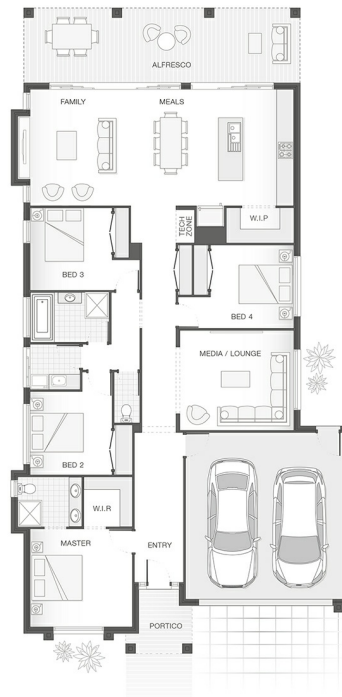 ALFRESCO
FAMILY
MEALS
TECH
ZONE
W.I.P
BED 3
BED 4
MEDIA / LOUNGE
BED 2
W.I.R
MASTER
ENTRY
PORTICO